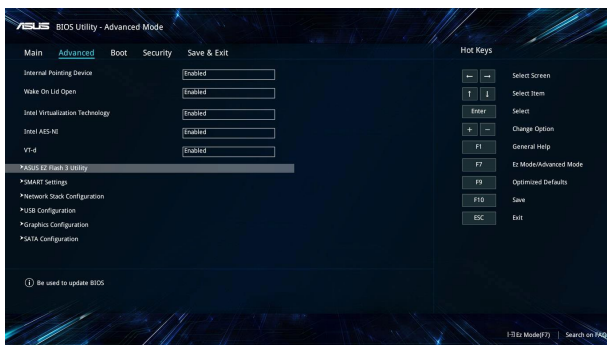 ASUS BIOS Utility - Advanced Mode
Main Advanced Boot Security Save & Exit
Internal Pointing Device Enabled
Wake On Lid Open Enabled
Intel Virtualization Technology Enabled
Intel AES-NI Enabled
VT-d Enabled
ASUS EZ Flash 3 Utility
SMART Settings
Network Stack Configuration
USB Configuration
Graphics Configuration
SATA Configuration
Be used to update BIOS
Hot Keys
← → Select Screen
↑ ↓ Select Item
Enter Select
+ − Change Option
F1 General Help
F7 Ez Mode/Advanced Mode
F9 Optimized Defaults
F10 Save
ESC Exit
Ez Mode(F7) | Search on FAQ